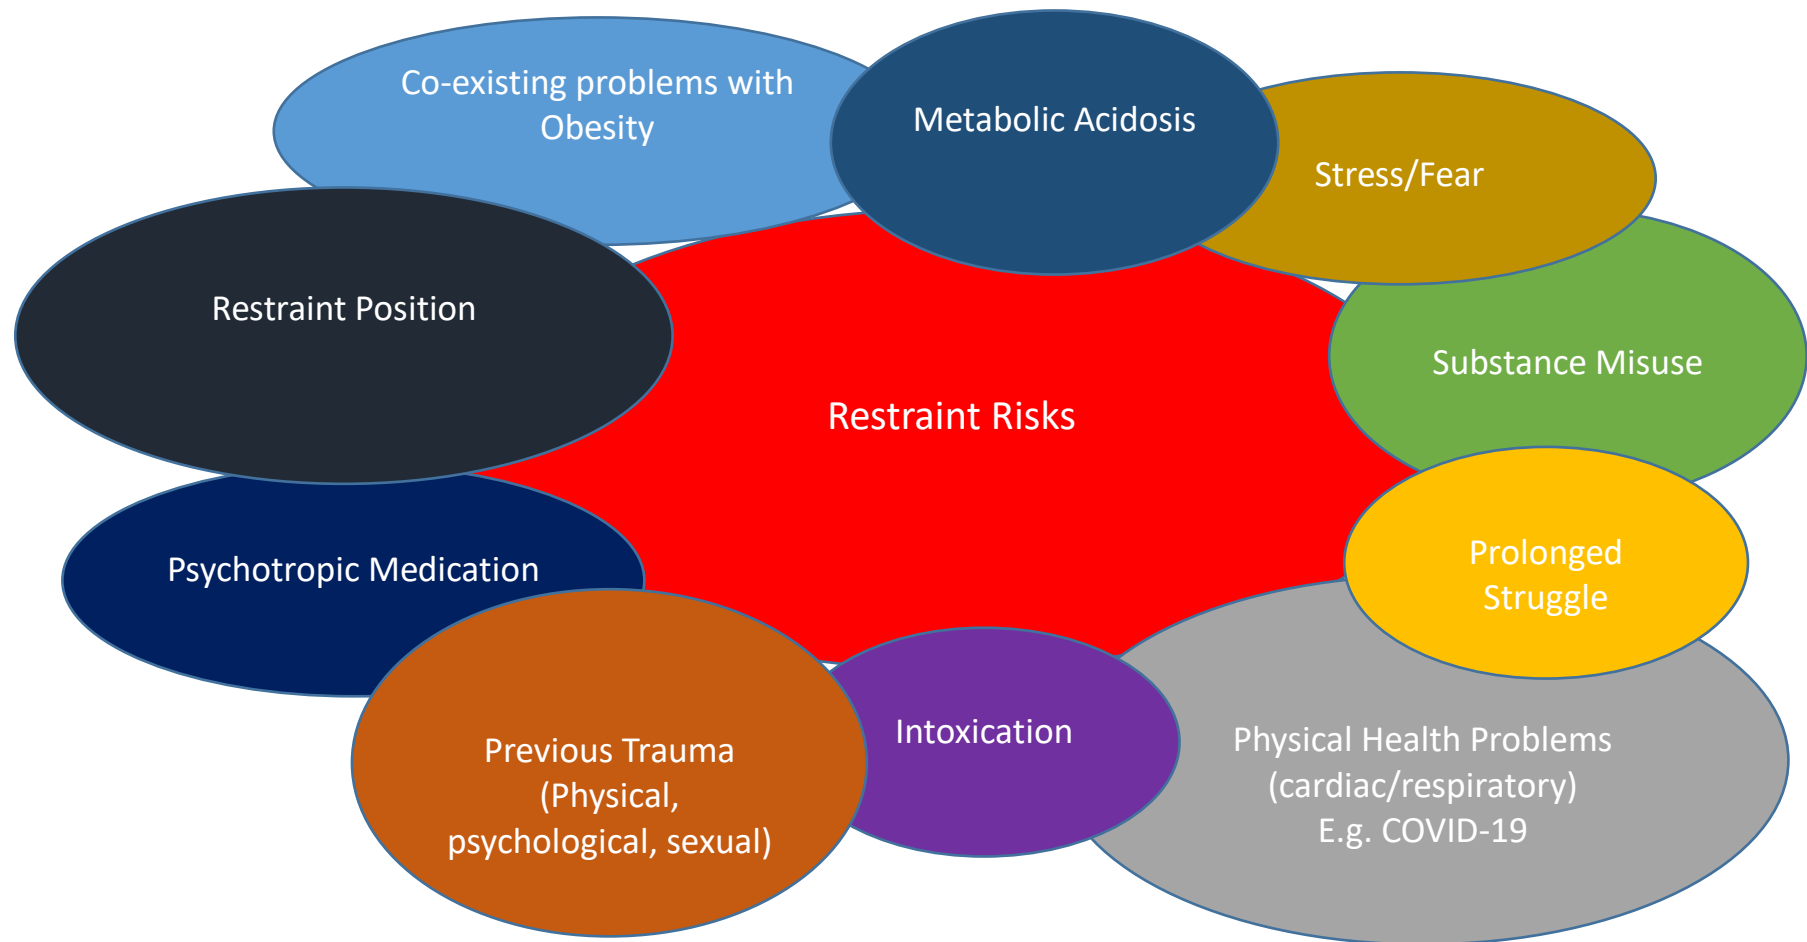 Co-existing problems with
Obesity
Metabolic Acidosis
Stress/Fear
Restraint Position
Substance Misuse
Restraint Risks
Psychotropic Medication
Prolonged
Struggle
Previous Trauma
(Physical,
psychological, sexual)
Intoxication
Physical Health Problems
(cardiac/respiratory)
E.g. COVID-19